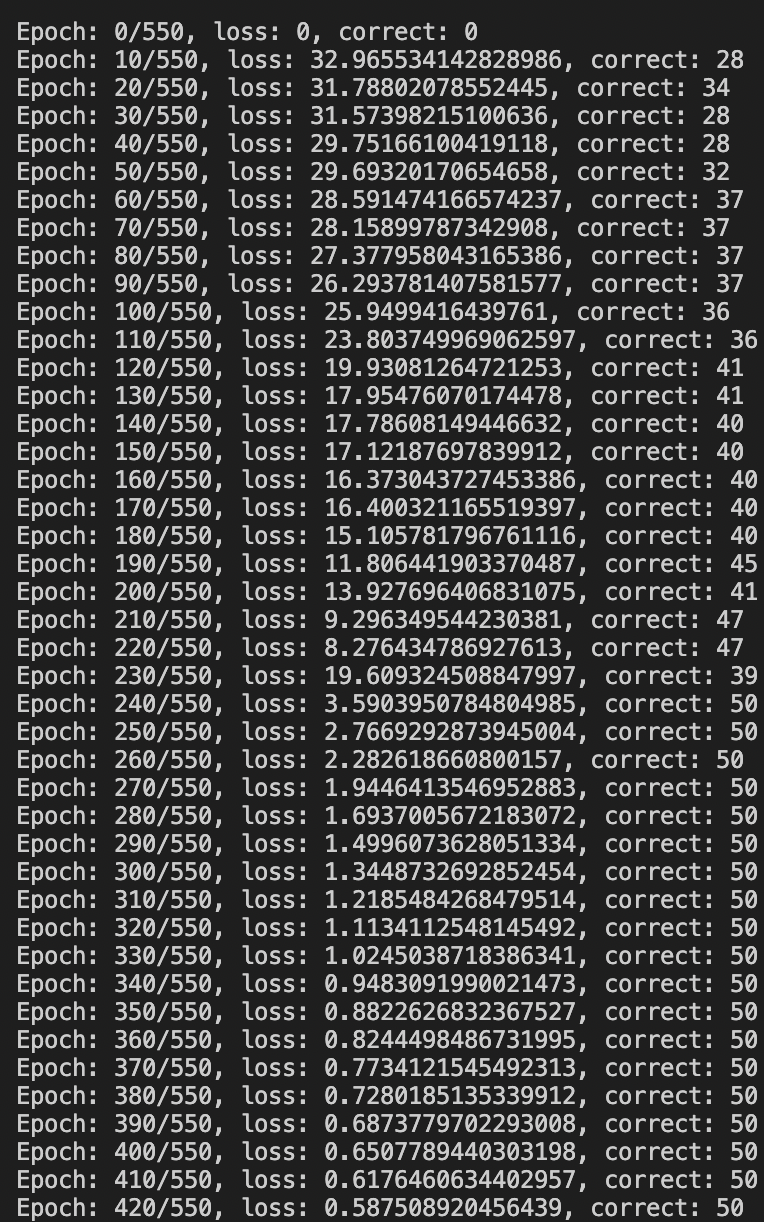 Epoch: 0/550, loss: 0, correct: 0
Epoch: 10/550, loss: 32.965534142828986, correct: 28
Epoch: 20/550, loss: 31.78802078552445, correct: 34
Epoch: 30/550, loss: 31.57398215100636, correct: 28
Epoch: 40/550, loss: 29.75166100419118, correct: 28
Epoch: 50/550, loss: 29.69320170654658, correct: 32
Epoch: 60/550, loss: 28.591474166574237, correct: 37
Epoch: 70/550, loss: 28.15899787342908, correct: 37
Epoch: 80/550, loss: 27.377958043165386, correct: 37
Epoch: 90/550, loss: 26.293781407581577, correct: 37
Epoch: 100/550, loss: 25.9499416439761, correct: 36
Epoch: 110/550, loss: 23.803749969062597, correct: 36
Epoch: 120/550, loss: 19.93081264721253, correct: 41
Epoch: 130/550, loss: 17.95476070174478, correct: 41
Epoch: 140/550, loss: 17.78608149446632, correct: 40
Epoch: 150/550, loss: 17.12187697839912, correct: 40
Epoch: 160/550, loss: 16.373043727453386, correct: 40
Epoch: 170/550, loss: 16.400321165519397, correct: 40
Epoch: 180/550, loss: 15.105781796761116, correct: 40
Epoch: 190/550, loss: 11.806441903370487, correct: 45
Epoch: 200/550, loss: 13.927696406831075, correct: 41
Epoch: 210/550, loss: 9.296349544230381, correct: 47
Epoch: 220/550, loss: 8.276434786927613, correct: 47
Epoch: 230/550, loss: 19.609324508847997, correct: 39
Epoch: 240/550, loss: 3.5903950784804985, correct: 50
Epoch: 250/550, loss: 2.7669292873945004, correct: 50
Epoch: 260/550, loss: 2.282618660800157, correct: 50
Epoch: 270/550, loss: 1.9446413546952883, correct: 50
Epoch: 280/550, loss: 1.6937005672183072, correct: 50
Epoch: 290/550, loss: 1.4996073628051334, correct: 50
Epoch: 300/550, loss: 1.3448732692852454, correct: 50
Epoch: 310/550, loss: 1.2185484268479514, correct: 50
Epoch: 320/550, loss: 1.1134112548145492, correct: 50
Epoch: 330/550, loss: 1.0245038718386341, correct: 50
Epoch: 340/550, loss: 0.9483091990021473, correct: 50
Epoch: 350/550, loss: 0.8822626832367527, correct: 50
Epoch: 360/550, loss: 0.8244498486731995, correct: 50
Epoch: 370/550, loss: 0.7734121545492313, correct: 50
Epoch: 380/550, loss: 0.7280185135339912, correct: 50
Epoch: 390/550, loss: 0.6873779702293008, correct: 50
Epoch: 400/550, loss: 0.6507789440303198, correct: 50
Epoch: 410/550, loss: 0.6176460634402957, correct: 50
Epoch: 420/550, loss: 0.587508920456439, correct: 50